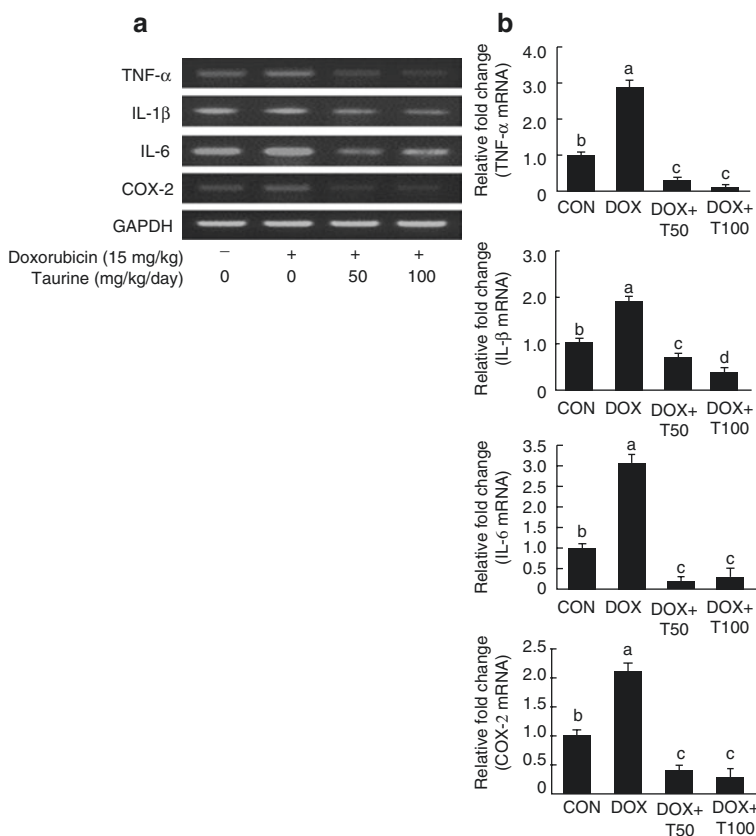 a
TNF-α
IL-1β
IL-6
COX-2
GAPDH
Doxorubicin (15 mg/kg) − + + +
Taurine (mg/kg/day) 0 0 50 100
b
Relative fold change
(TNF-α mRNA)
4.0
3.0
2.0
1.0
0
b a c c
CON DOX DOX+ DOX+
T50 T100
Relative fold change
(IL-β mRNA)
3.0
2.0
1.0
0
b a c d
CON DOX DOX+ DOX+
T50 T100
Relative fold change
(IL-6 mRNA)
3.5
3.0
2.5
2.0
1.5
1.0
0.5
0
b a c c
CON DOX DOX+ DOX+
T50 T100
Relative fold change
(COX-2 mRNA)
2.5
2.0
1.5
1.0
0.5
0
b a c c
CON DOX DOX+ DOX+
T50 T100